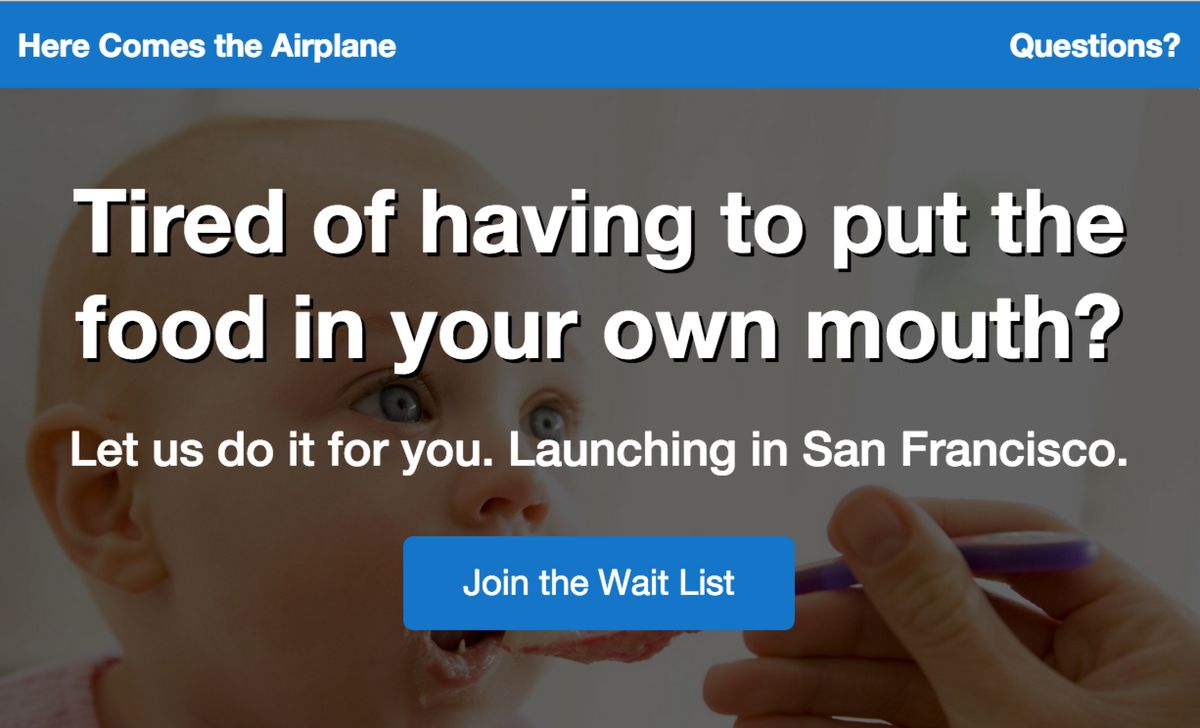 Here Comes the Airplane
Questions?
Tired of having to put the
food in your own mouth?
Let us do it for you. Launching in San Francisco.
Join the Wait List